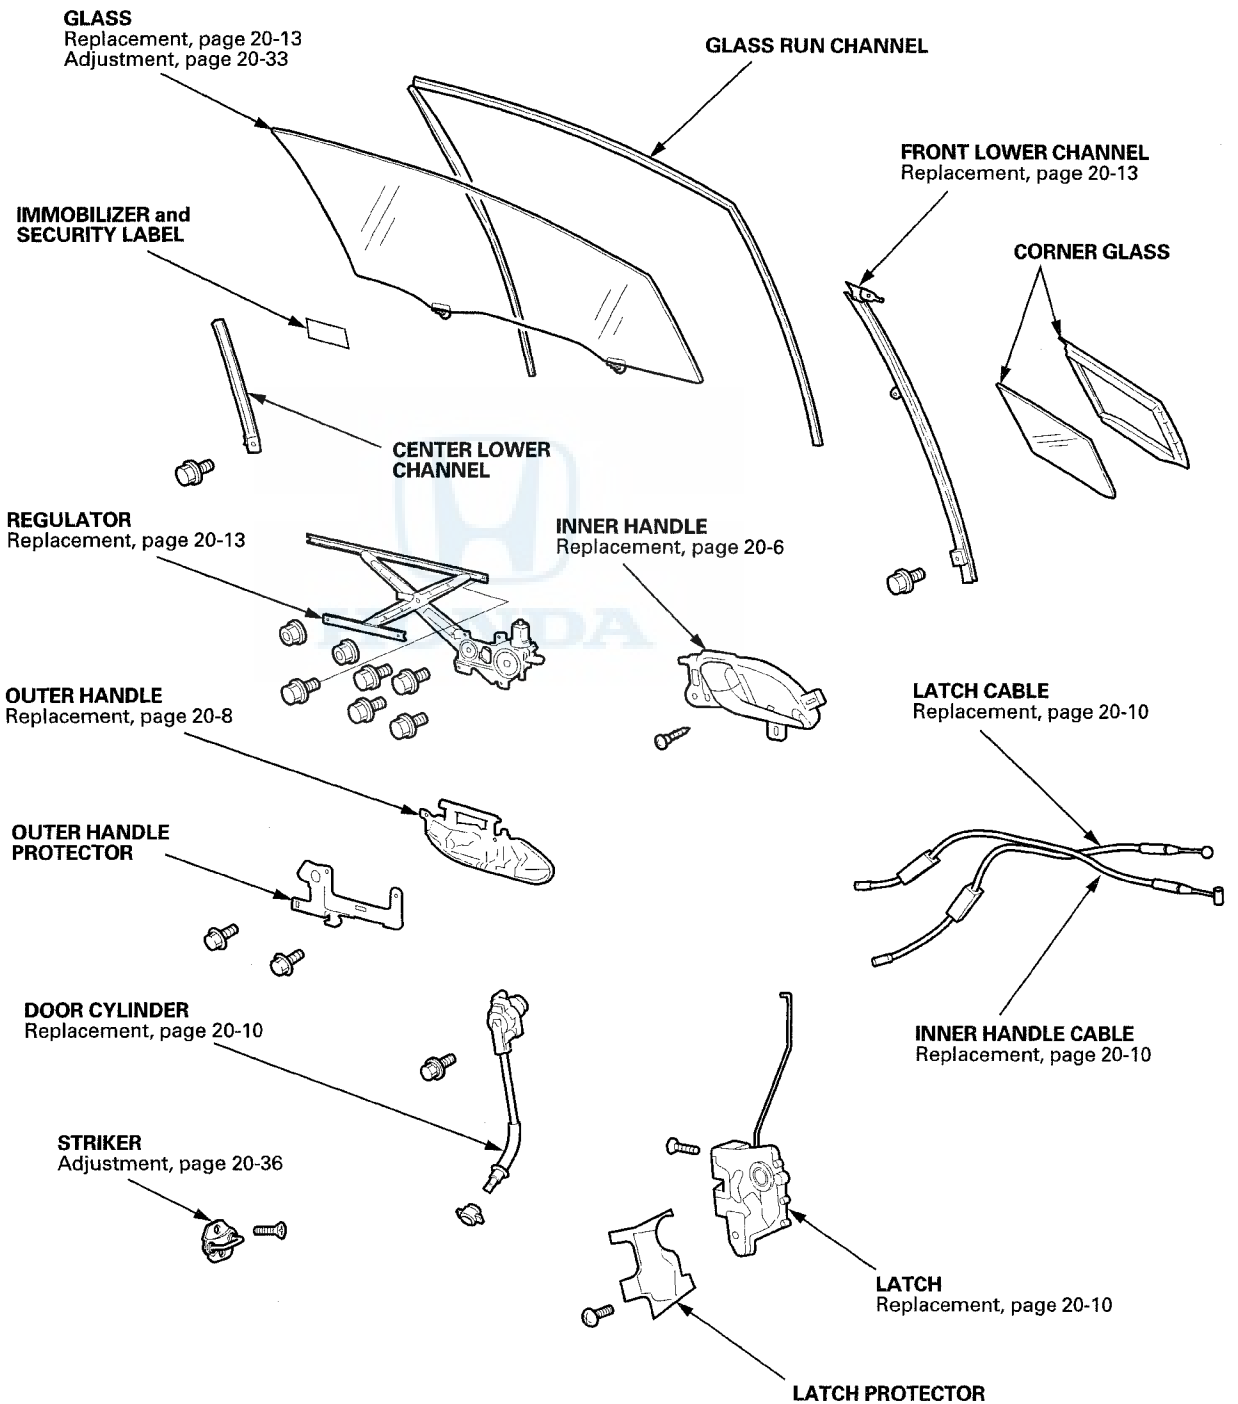 GLASS
Replacement, page 20-13
Adjustment, page 20-33
GLASS RUN CHANNEL
FRONT LOWER CHANNEL
Replacement, page 20-13
IMMOBILIZER and
SECURITY LABEL
CORNER GLASS
CENTER LOWER
CHANNEL
REGULATOR
Replacement, page 20-13
INNER HANDLE
Replacement, page 20-6
HONDA
OUTER HANDLE
Replacement, page 20-8
LATCH CABLE
Replacement, page 20-10
OUTER HANDLE
PROTECTOR
DOOR CYLINDER
Replacement, page 20-10
INNER HANDLE CABLE
Replacement, page 20-10
STRIKER
Adjustment, page 20-36
LATCH
Replacement, page 20-10
LATCH PROTECTOR